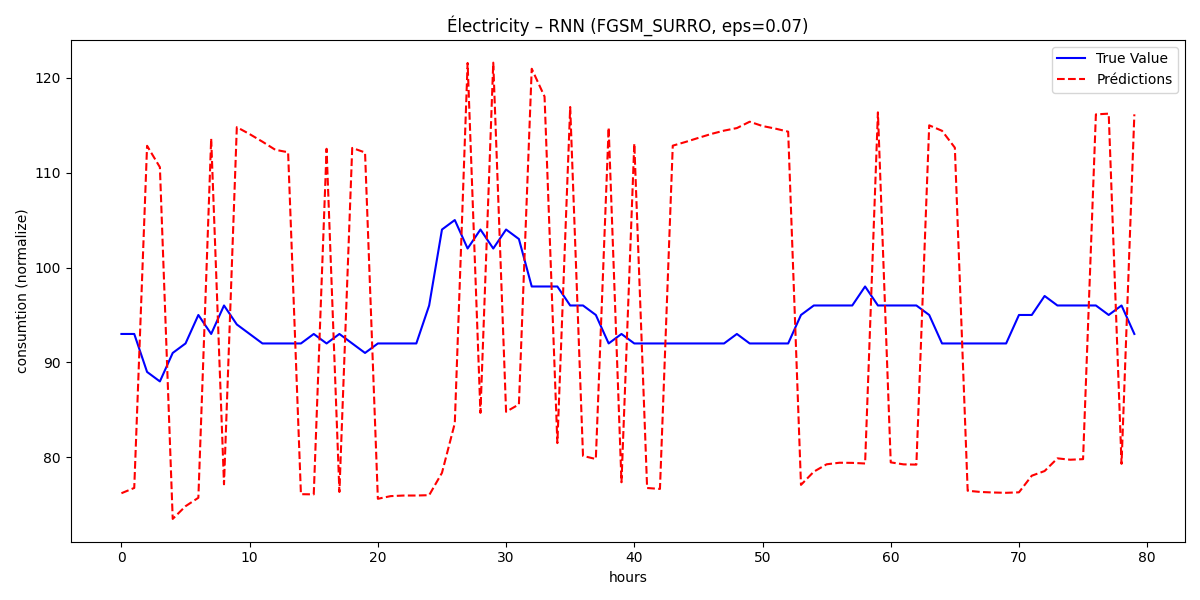 Électricity – RNN (FGSM_SURRO, eps=0.07)
True Value
Prédictions
consumtion (normalize)
120
110
100
90
80
0 10 20 30 40 50 60 70 80
hours